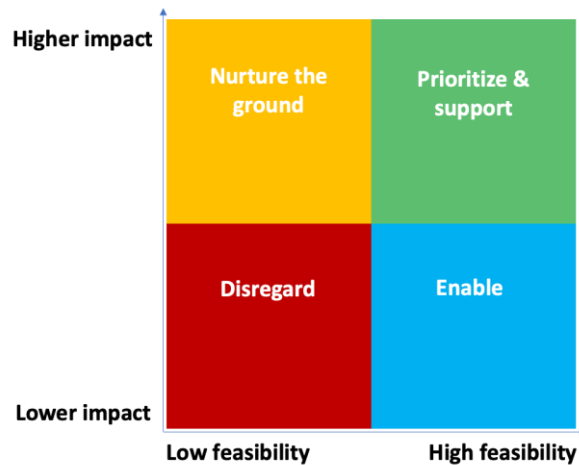 Higher impact
Nurture the
ground
Prioritize &
support
Disregard
Enable
Lower impact
Low feasibility
High feasibility